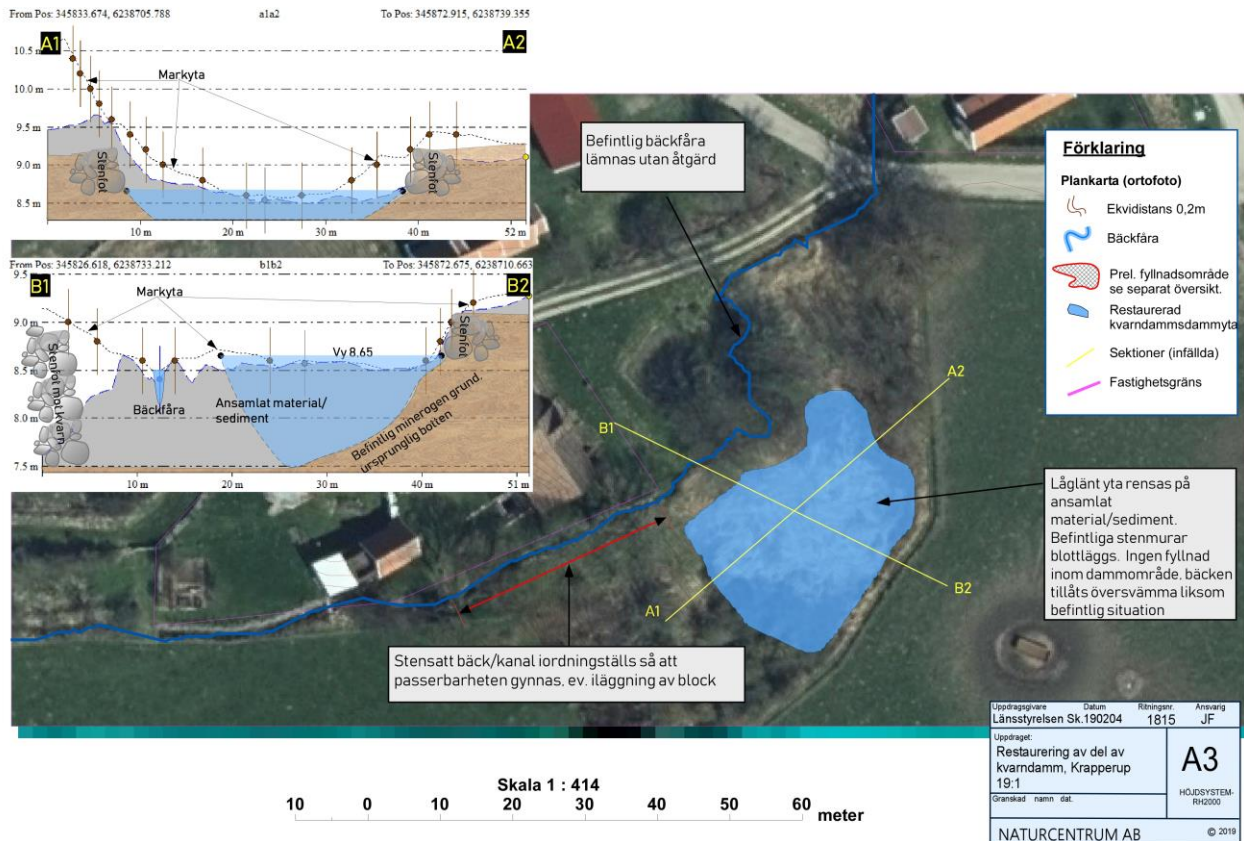 From Pos: 345833.674, 6238705.788
a1a2
To Pos: 345872.915, 6238739.355
A1
A2
10.5 m
10.0 m
9.5 m
9.0 m
8.5 m
Markyta
Stenfot
Stenfot
10 m
20 m
30 m
40 m
52 m
From Pos: 345826.618, 6238733.212
b1b2
To Pos: 345872.675, 6238710.663
B1
B2
9.5 m
9.0 m
8.5 m
8.0 m
7.5 m
Markyta
Vy 8.65
Stenfot mot kvarn
Stenfot
Bäckfåra
Ansamlat material/
sediment
Befintlig minerogen grund,
ursprunglig botten
10 m
20 m
30 m
40 m
51 m
Befintlig bäckfåra
lämnas utan åtgärd
Förklaring
Plankarta (ortofoto)
Ekvidistans 0,2m
Bäckfåra
Prel. fyllnadsområde
se separat översikt.
Restaurerad
kvarndammsdammyta
Sektioner (infällda)
Fastighetsgräns
A2
B1
A1
B2
Låglänt yta rensas på
ansamlat
material/sediment.
Befintliga stenmurar
blottläggs. Ingen fyllnad
inom dammområde, bäcken
tillåts översvämma liksom
befintlig situation
Stensatt bäck/kanal iordningställs så att
passerbarheten gynnas, ev. iläggning av block
Skala 1 : 414
10 0 10 20 30 40 50 60 meter
Uppdragsgivare Datum Ritningsnr. Ansvarig
Länsstyrelsen Sk. 190204 1815 JF
Uppdraget:
Restaurering av del av
kvarndamm, Krapperup
19:1
Granskad namn dat.
A3
HÖJDSYSTEM-
RH2000
NATURCENTRUM AB © 2019